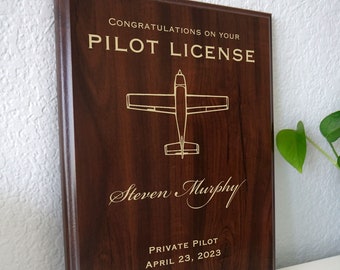 Congratulations on your
Pilot License
Steven Murphy
Private Pilot
April 23, 2023